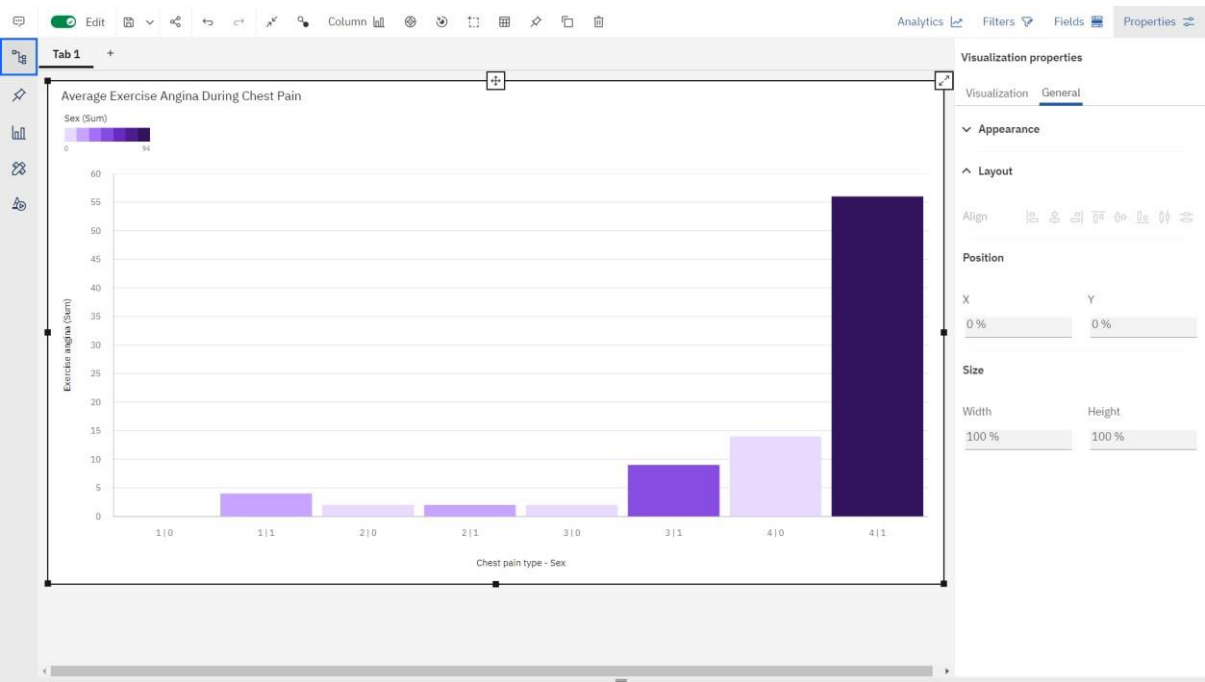 Edit
Column
Analytics
Filters
Fields
Properties
Tab 1
+
Average Exercise Angina During Chest Pain
Sex (Sum)
0 94
60
55
50
45
40
35
30
25
20
15
10
5
0
Exercise angina (Sum)
1|0 1|1 2|0 2|1 3|0 3|1 4|0 4|1
Chest pain type - Sex
Visualization properties
Visualization General
Appearance
Layout
Align
Position
X Y
0 % 0 %
Size
Width Height
100 % 100 %